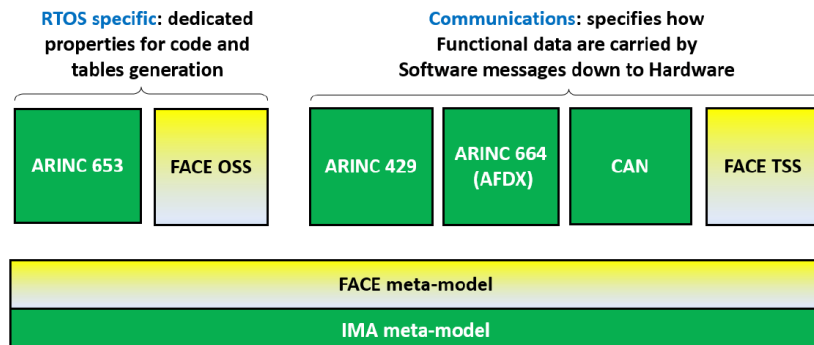 RTOS specific: dedicated
properties for code and
tables generation
Communications: specifies how
Functional data are carried by
Software messages down to Hardware
ARINC 653
FACE OSS
ARINC 429
ARINC 664
(AFDX)
CAN
FACE TSS
FACE meta-model
IMA meta-model